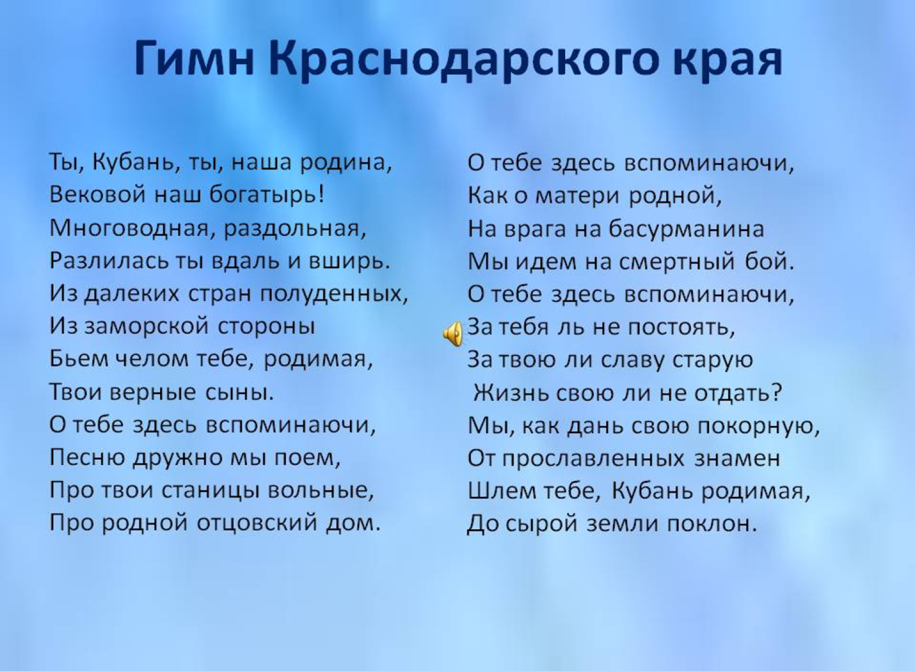 Гимн Краснодарского края
Ты, Кубань, ты, наша родина,
Вековой наш богатырь!
Многоводная, раздольная,
Разлилась ты вдаль и вширь.
Из далеких стран полуденных,
Из заморской стороны
Бьем челом тебе, родимая,
Твои верные сыны.
О тебе здесь вспоминаючи,
Песню дружно мы поем,
Про твои станицы вольные,
Про родной отцовский дом.
О тебе здесь вспоминаючи,
Как о матери родной,
На врага на басурманина
Мы идем на смертный бой.
О тебе здесь вспоминаючи,
За тебя ль не постоять,
За твою ли славу старую
Жизнь свою ли не отдать?
Мы, как дань свою покорную,
От прославленных знамен
Шлем тебе, Кубань родимая,
До сырой земли поклон.